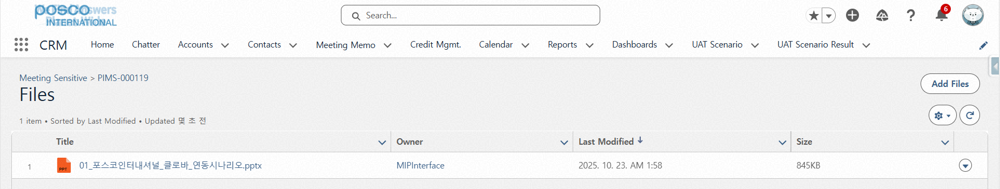 posco
INTERNATIONAL
Search...
6
CRM Home Chatter Accounts Contacts Meeting Memo Credit Mgmt. Calendar Reports Dashboards UAT Scenario UAT Scenario Result
Meeting Sensitive > PIMS-000119
Files
Add Files
1 item • Sorted by Last Modified • Updated 몇 초 전
Title Owner Last Modified Size
1 PPT 01_포스코인터내셔널_클로바_연동시나리오.pptx MIPInterface 2025. 10. 23. AM 1:58 845KB